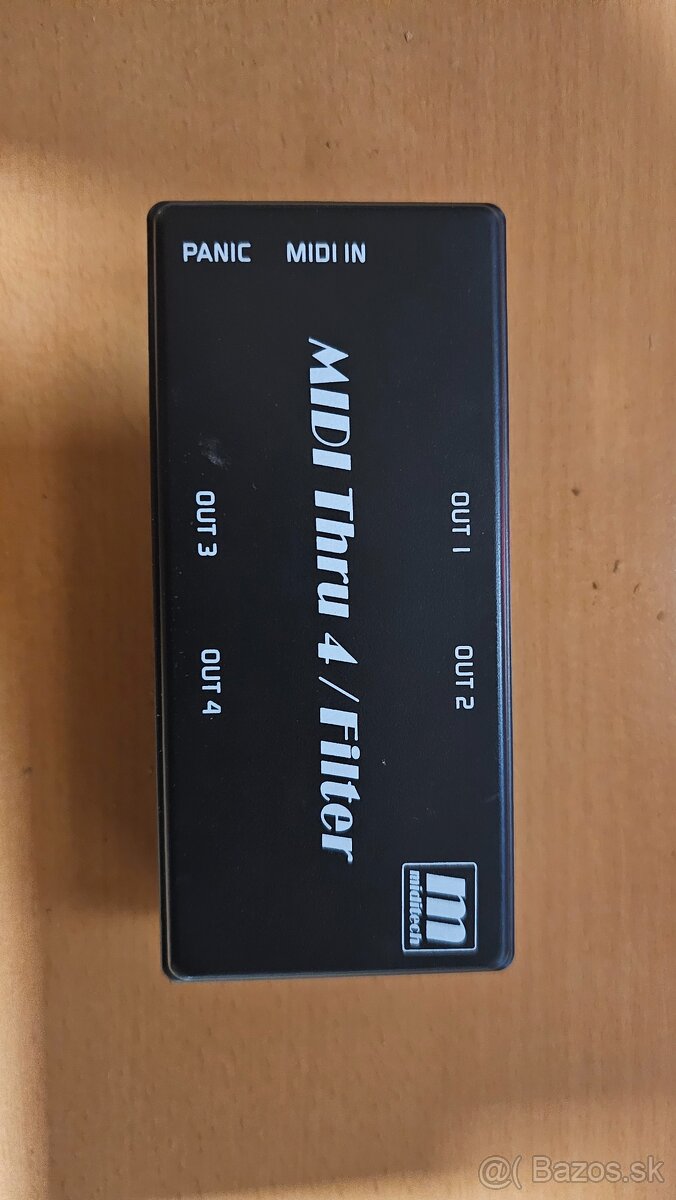 PANIC
MIDI IN
MIDI Thru 4 / Filter
OUT 1
OUT 2
OUT 3
OUT 4
m
miditech
@( Bazos.sk